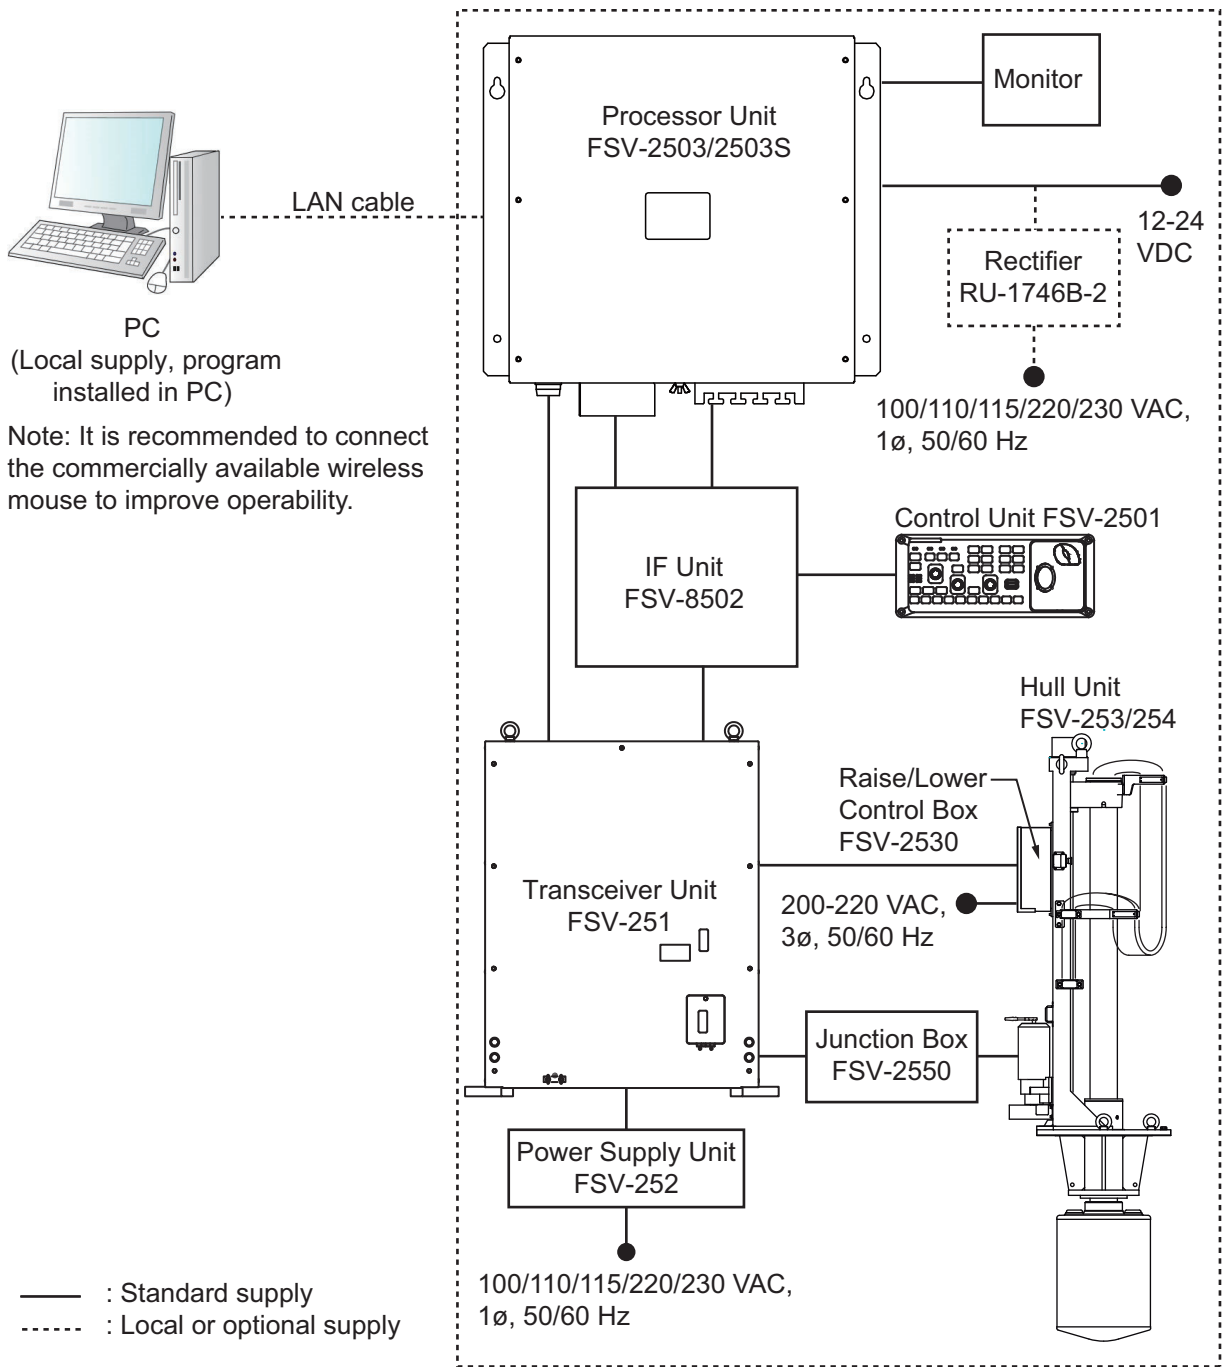 Processor Unit
FSV-2503/2503S
Monitor
LAN cable
12-24
VDC
Rectifier
RU-1746B-2
PC
(Local supply, program
installed in PC)
100/110/115/220/230 VAC,
1ø, 50/60 Hz
Note: It is recommended to connect
the commercially available wireless
mouse to improve operability.
Control Unit FSV-2501
IF Unit
FSV-8502
Hull Unit
FSV-253/254
Raise/Lower
Control Box
FSV-2530
Transceiver Unit
FSV-251
200-220 VAC,
3ø, 50/60 Hz
Junction Box
FSV-2550
Power Supply Unit
FSV-252
100/110/115/220/230 VAC,
1ø, 50/60 Hz
: Standard supply
: Local or optional supply